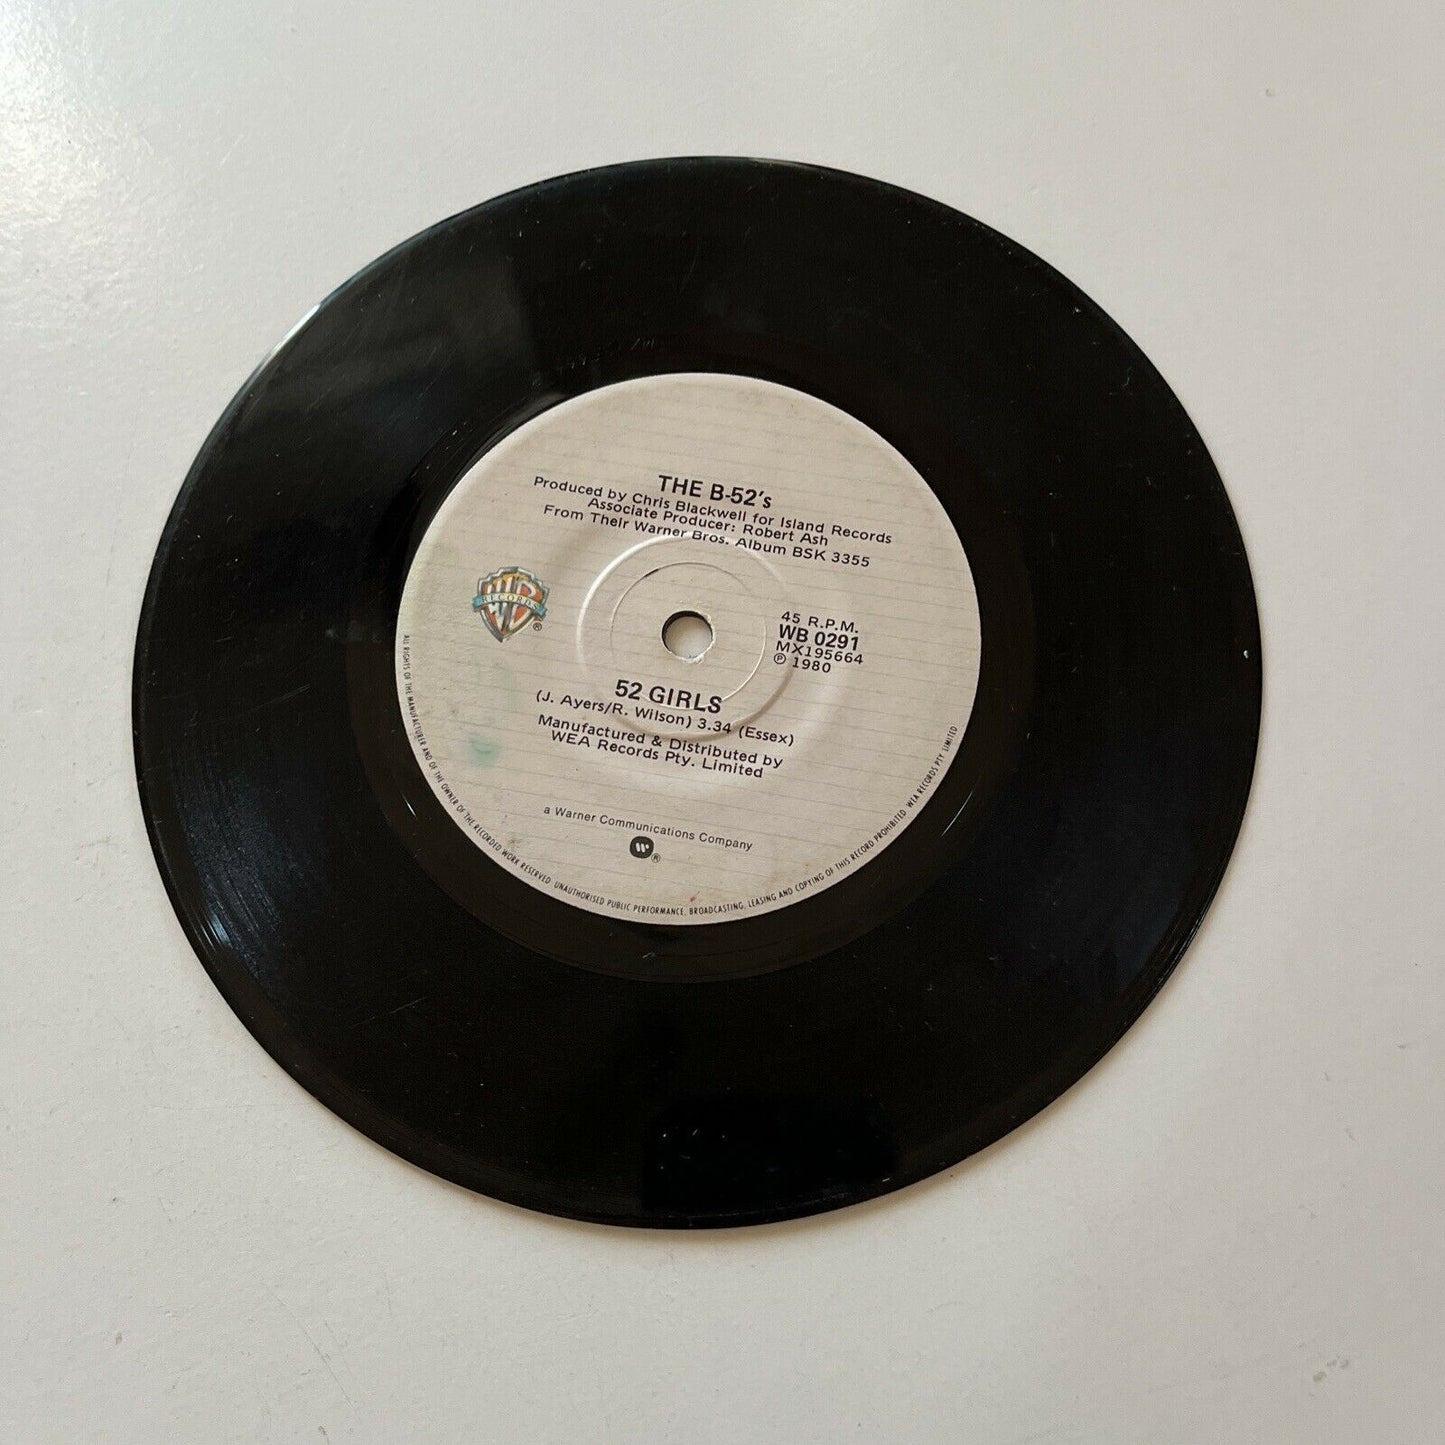 THE B-52's
Produced by Chris Blackwell for Island Records
Associate Producer: Robert Ash
From Their Warner Bros. Album BSK 3355
WB
RECORDS
®
45 R.P.M.
WB 0291
MX195664
℗ 1980
52 GIRLS
(J. Ayers/R. Wilson) 3.34 (Essex)
Manufactured & Distributed by
WEA Records Pty. Limited
a Warner Communications Company
W®
ALL RIGHTS OF THE MANUFACTURER AND OF THE OWNER OF THE RECORDED WORK RESERVED. UNAUTHORISED PUBLIC PERFORMANCE, BROADCASTING, LEASING AND COPYING OF THIS RECORD PROHIBITED. WEA RECORDS PTY. LIMITED